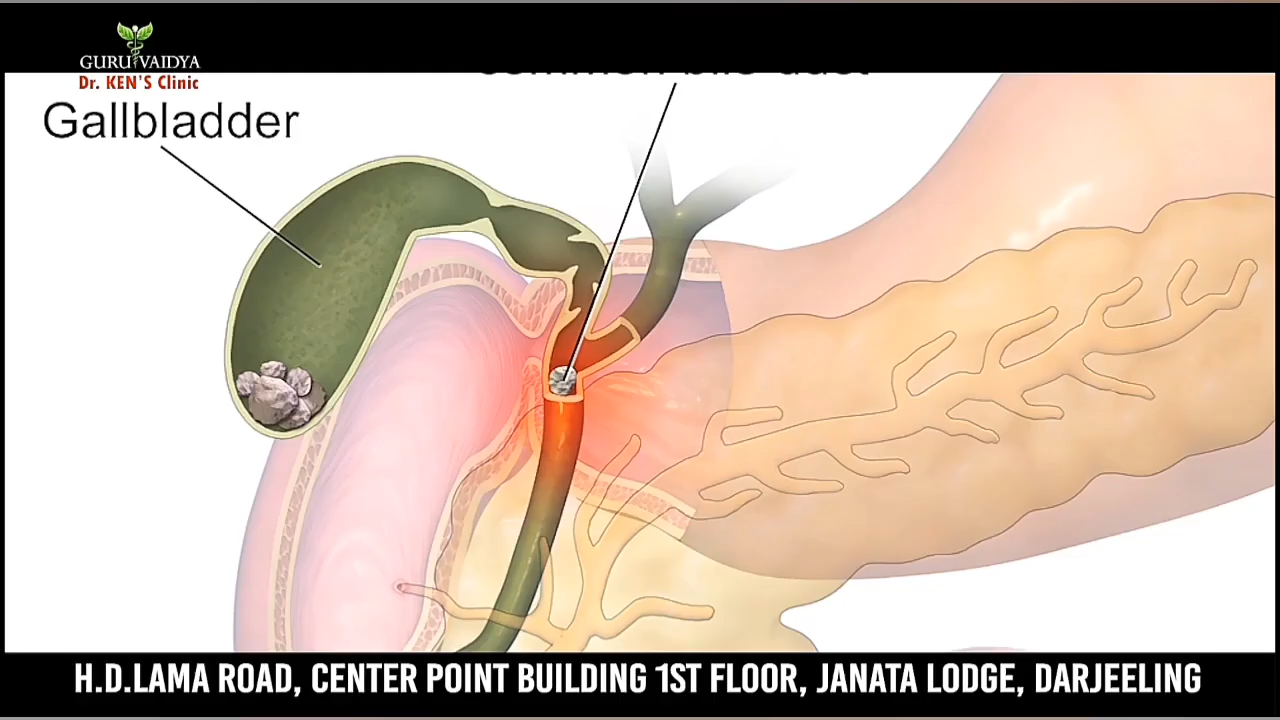 GURU VAIDYA
Dr. KEN'S Clinic
Gallbladder
H.D.LAMA ROAD, CENTER POINT BUILDING 1ST FLOOR, JANATA LODGE, DARJEELING